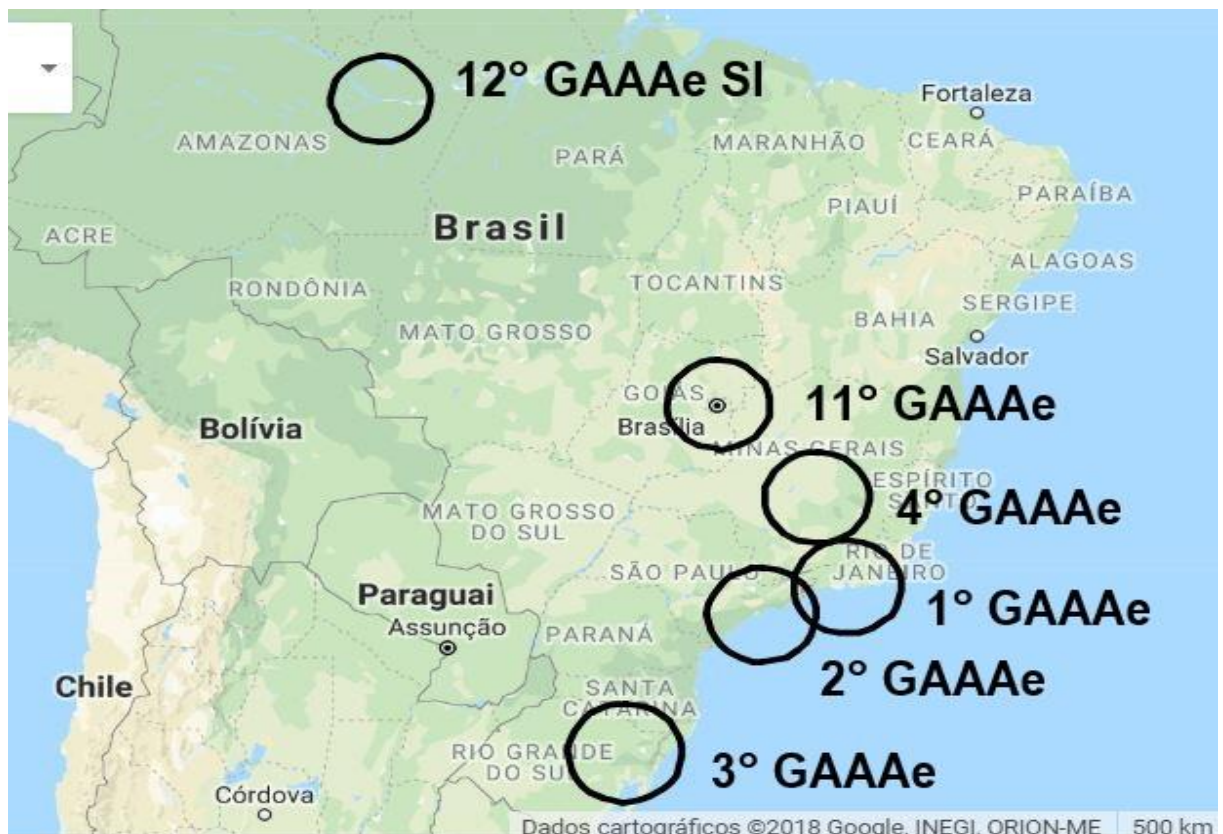 12° GAAAe SI
Fortaleza
AMAZONAS
PARÁ
MARANHÃO
CEARÁ
PARAÍBA
PIAUÍ
Brasil
ACRE
ALAGOAS
TOCANTINS
RONDÔNIA
SERGIPE
BAHIA
MATO GROSSO
Salvador
GOIÁS
11° GAAAe
Brasília
Bolívia
MINAS GERAIS
ESPÍRITO
4° GAAAe
MATO GROSSO
DO SUL
RIO DE
JANEIRO
SÃO PAULO
Paraguai
1° GAAAe
Assunção
PARANÁ
2° GAAAe
Chile
SANTA
CATARINA
RIO GRANDE
DO SUL
3° GAAAe
Córdova
Dados cartográficos ©2018 Google, INEGI, ORION-ME
500 km